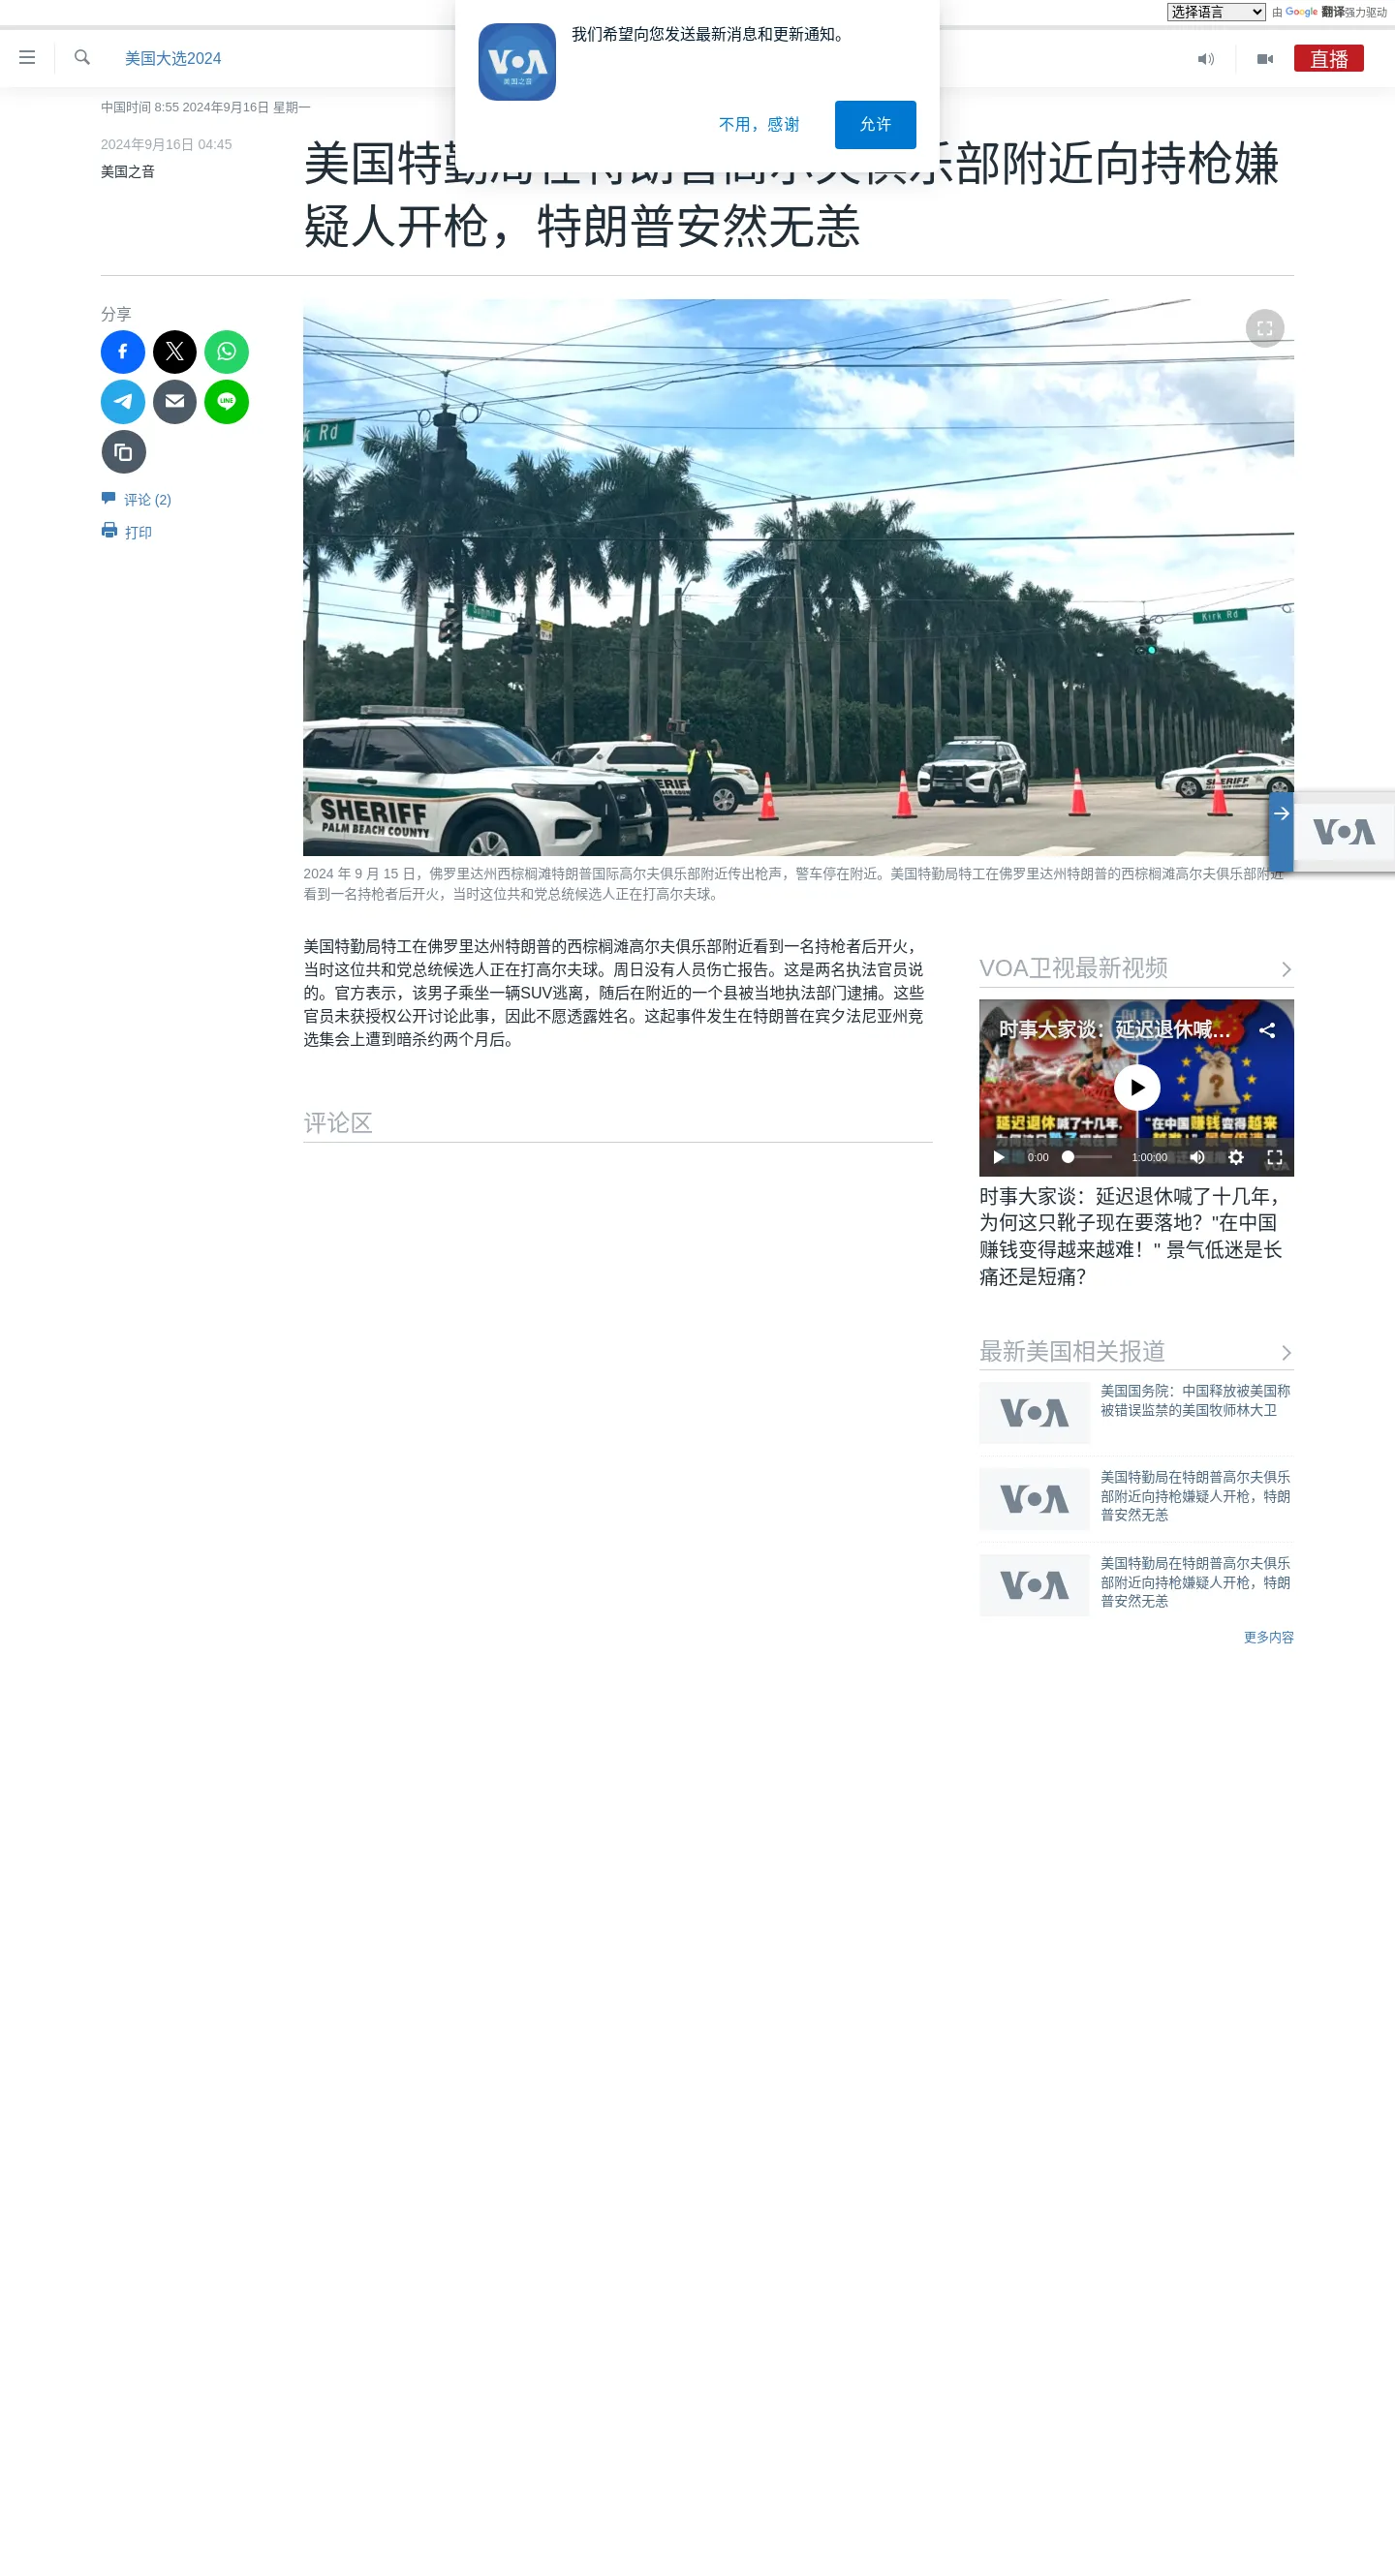 选择语言
由 Google 翻译强力驱动
我们希望向您发送最新消息和更新通知。
VOA
美国之音
不用，感谢
允许
美国大选2024
直播
中国时间 8:55 2024年9月16日 星期一
2024年9月16日 04:45
美国之音
美国特勤局在特朗普高尔夫俱乐部附近向持枪嫌
疑人开枪，特朗普安然无恙
分享
LINE
评论 (2)
打印
k Rd
Summit
Kirk Rd
SHERIFF
PALM BEACH COUNTY
SHERIFF
SHERIFF
VOA
2024 年 9 月 15 日，佛罗里达州西棕榈滩特朗普国际高尔夫俱乐部附近传出枪声，警车停在附近。美国特勤局特工在佛罗里达州特朗普的西棕榈滩高尔夫俱乐部附近
看到一名持枪者后开火，当时这位共和党总统候选人正在打高尔夫球。
美国特勤局特工在佛罗里达州特朗普的西棕榈滩高尔夫俱乐部附近看到一名持枪者后开火，
当时这位共和党总统候选人正在打高尔夫球。周日没有人员伤亡报告。这是两名执法官员说
的。官方表示，该男子乘坐一辆SUV逃离，随后在附近的一个县被当地执法部门逮捕。这些
官员未获授权公开讨论此事，因此不愿透露姓名。这起事件发生在特朗普在宾夕法尼亚州竞
选集会上遭到暗杀约两个月后。
评论区
VOA卫视最新视频
时事大家谈：延迟退休喊...
延迟退休喊了十几年，
"在中国赚钱变得越来
0:00
1:00:00
时事大家谈：延迟退休喊了十几年，
为何这只靴子现在要落地？"在中国
赚钱变得越来越难！" 景气低迷是长
痛还是短痛？
最新美国相关报道
VOA
美国国务院：中国释放被美国称
被错误监禁的美国牧师林大卫
VOA
美国特勤局在特朗普高尔夫俱乐
部附近向持枪嫌疑人开枪，特朗
普安然无恙
VOA
美国特勤局在特朗普高尔夫俱乐
部附近向持枪嫌疑人开枪，特朗
普安然无恙
更多内容